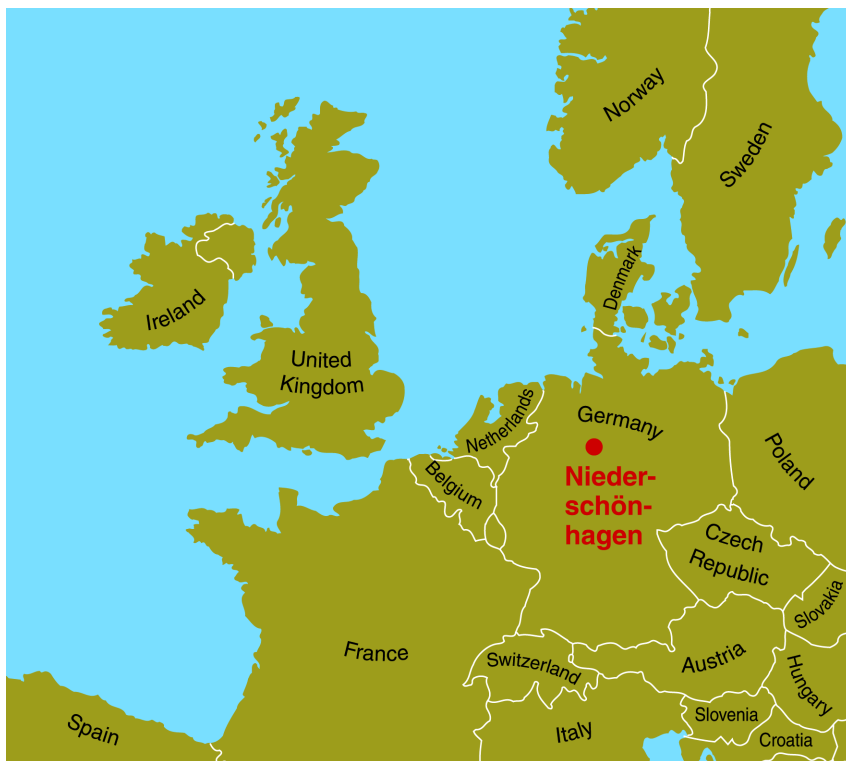 Norway
Sweden
Denmark
Ireland
United
Kingdom
Netherlands
Germany
Poland
Belgium
Nieder-
schön-
hagen
Czech
Republic
Slovakia
France
Switzerland
Austria
Hungary
Spain
Italy
Slovenia
Croatia